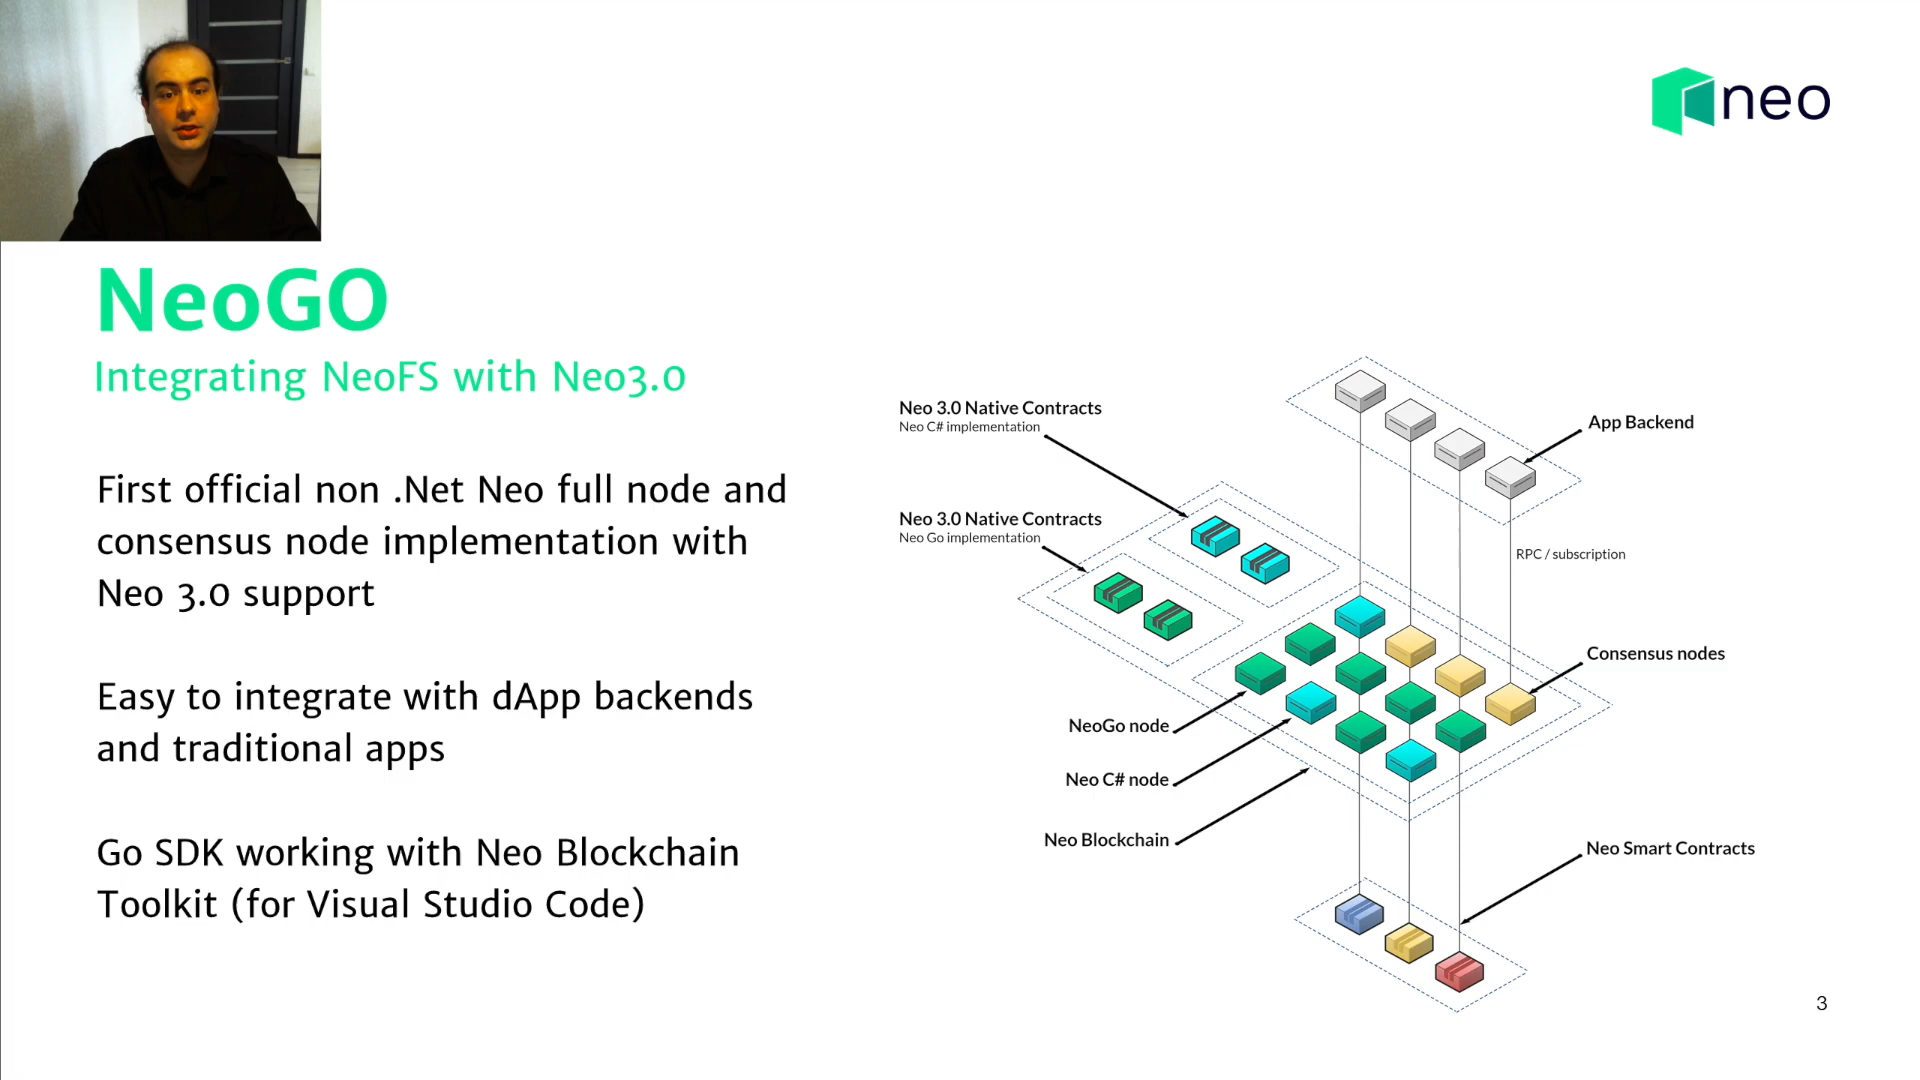 neo
NeoGO
Integrating NeoFS with Neo3.0
First official non .Net Neo full node and
consensus node implementation with
Neo 3.0 support
Easy to integrate with dApp backends
and traditional apps
Go SDK working with Neo Blockchain
Toolkit (for Visual Studio Code)
Neo 3.0 Native Contracts
Neo C# implementation
Neo 3.0 Native Contracts
Neo Go implementation
App Backend
RPC / subscription
Consensus nodes
NeoGo node
Neo C# node
Neo Blockchain
Neo Smart Contracts
3